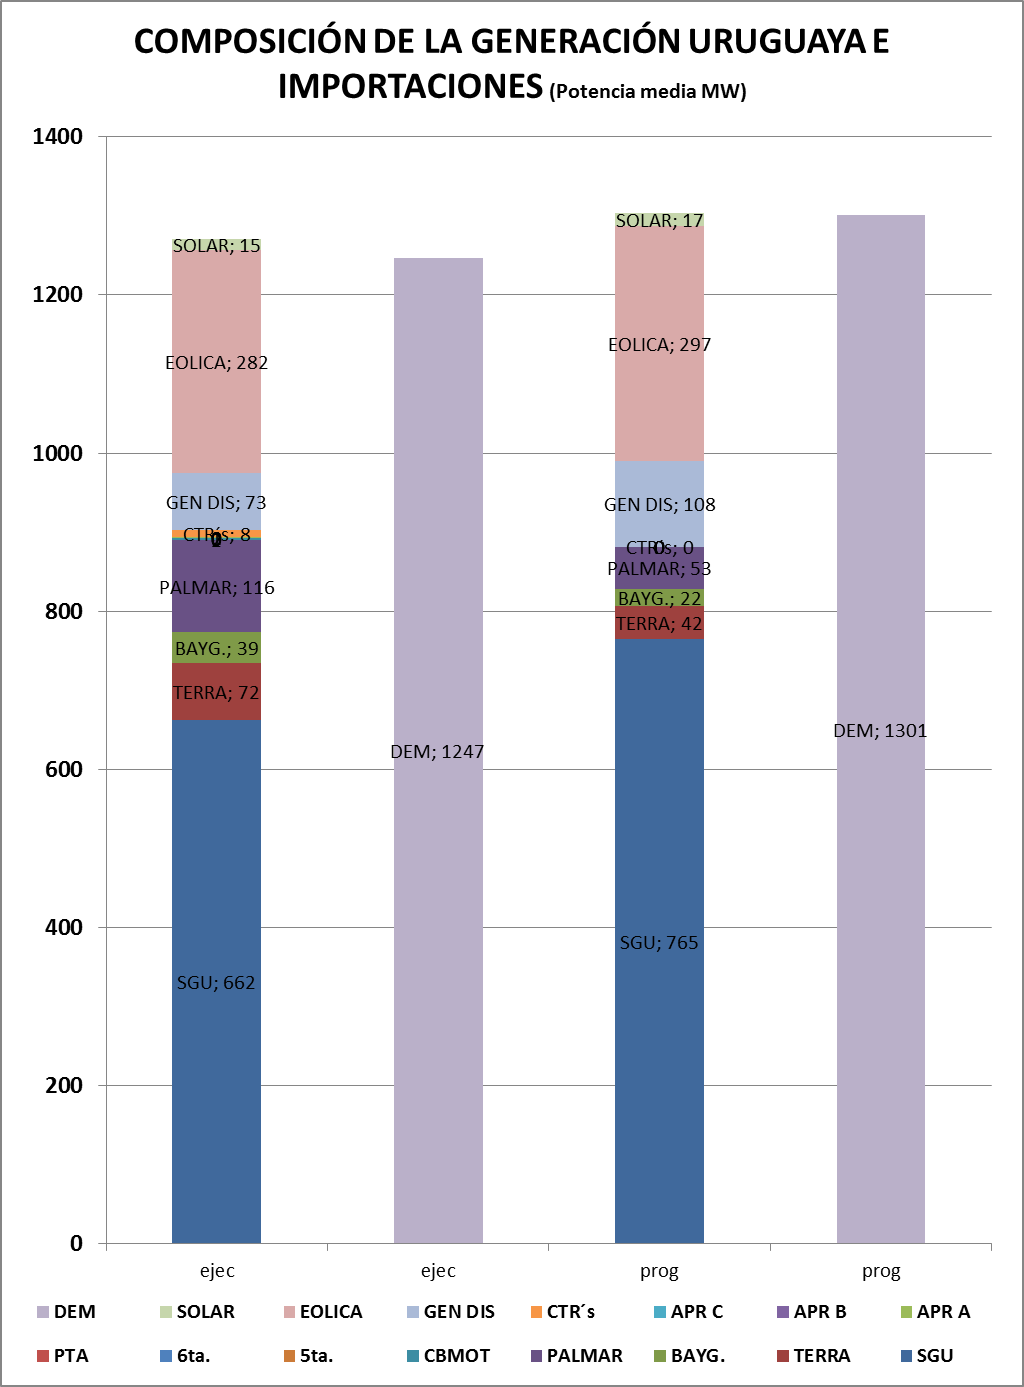 COMPOSICIÓN DE LA GENERACIÓN URUGUAYA E
IMPORTACIONES (Potencia media MW)
1400
1200
1000
800
600
400
200
0
SOLAR; 15
EOLICA; 282
GEN DIS; 73
CTR´s; 8
PALMAR; 116
BAYG.; 39
TERRA; 72
SGU; 662
DEM; 1247
SOLAR; 17
EOLICA; 297
GEN DIS; 108
CTR´s; 0
PALMAR; 53
BAYG.; 22
TERRA; 42
SGU; 765
DEM; 1301
ejec ejec prog prog
DEM SOLAR EOLICA GEN DIS CTR´s APR C APR B APR A
PTA 6ta. 5ta. CBMOT PALMAR BAYG. TERRA SGU